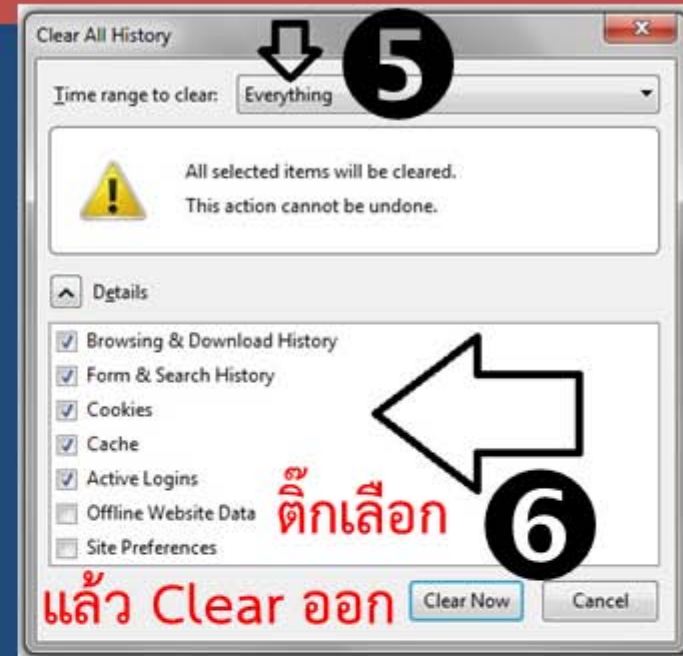 Clear All History
5
Time range to clear: Everything
All selected items will be cleared.
This action cannot be undone.
Details
Browsing & Download History
Form & Search History
Cookies
Cache
Active Logins
Offline Website Data
ติ๊กเลือก
6
Site Preferences
แล้ว Clear ออก
Clear Now
Cancel